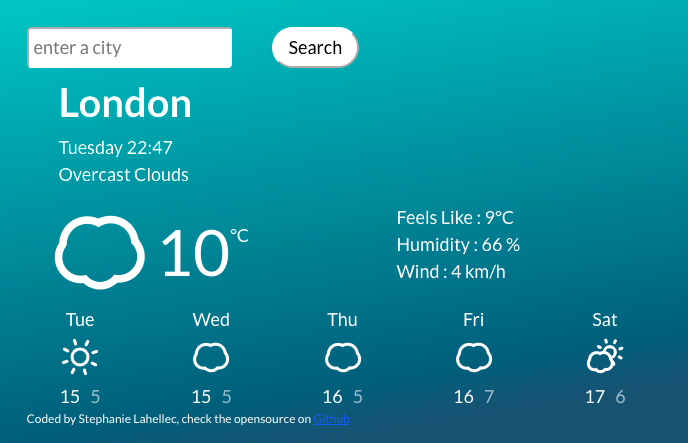 enter a city Search
London
Tuesday 22:47
Overcast Clouds
10 °C
Feels Like : 9°C
Humidity : 66 %
Wind : 4 km/h
Tue Wed Thu Fri Sat
15 5 15 5 16 5 16 7 17 6
Coded by Stephanie Lahellec, check the opensource on Github